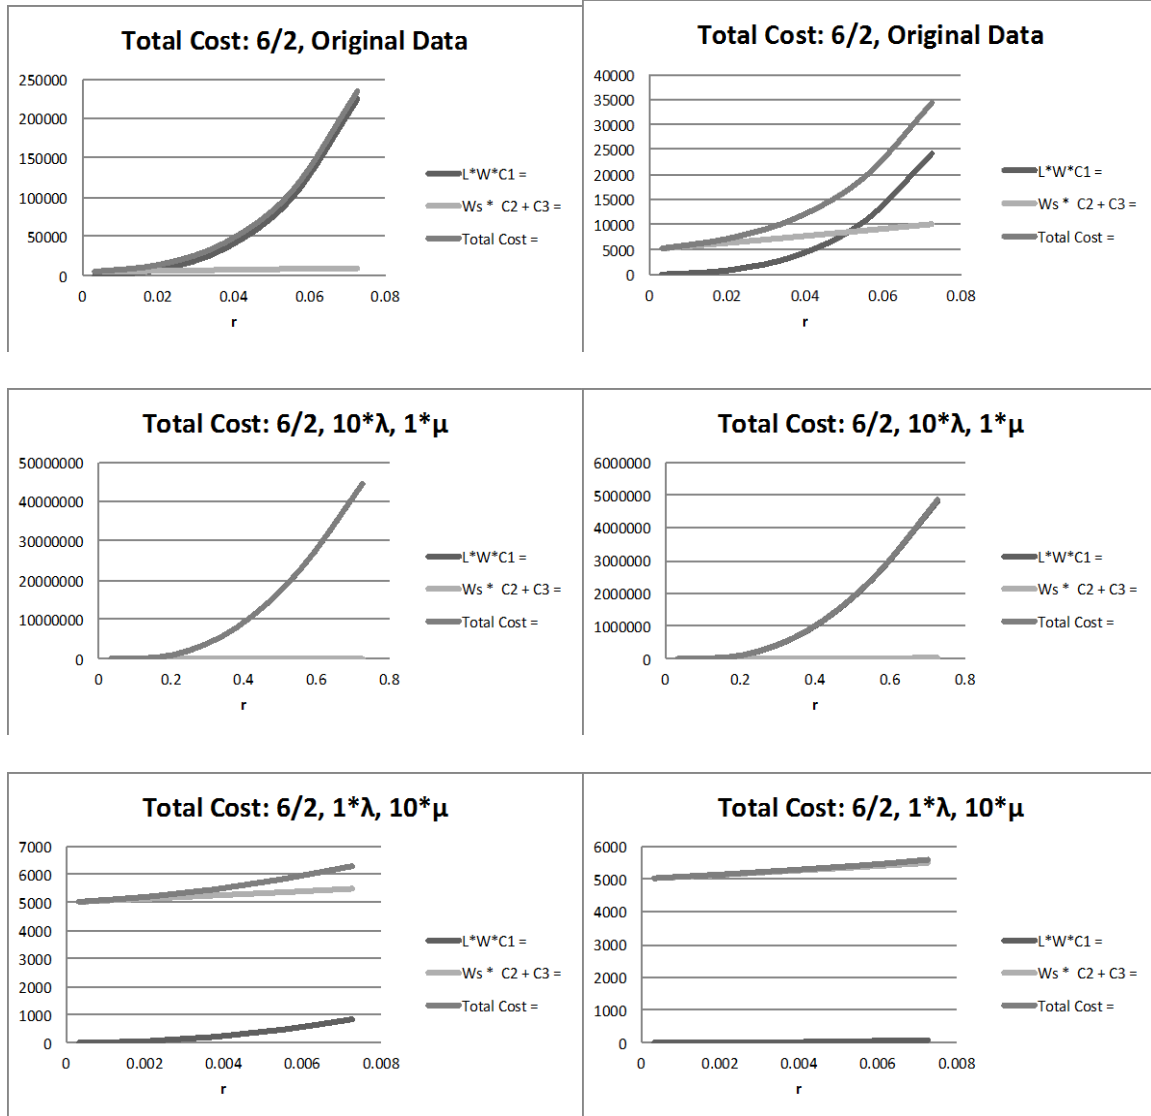 Total Cost: 6/2, Original Data
250000
200000
150000
100000
50000
0
0 0.02 0.04 0.06 0.08
r
L*W*C1 =
Ws * C2 + C3 =
Total Cost =
Total Cost: 6/2, Original Data
40000
35000
30000
25000
20000
15000
10000
5000
0
0 0.02 0.04 0.06 0.08
r
L*W*C1 =
Ws * C2 + C3 =
Total Cost =
Total Cost: 6/2, 10*λ, 1*μ
50000000
40000000
30000000
20000000
10000000
0
0 0.2 0.4 0.6 0.8
r
L*W*C1 =
Ws * C2 + C3 =
Total Cost =
Total Cost: 6/2, 10*λ, 1*μ
6000000
5000000
4000000
3000000
2000000
1000000
0
0 0.2 0.4 0.6 0.8
r
L*W*C1 =
Ws * C2 + C3 =
Total Cost =
Total Cost: 6/2, 1*λ, 10*μ
7000
6000
5000
4000
3000
2000
1000
0
0 0.002 0.004 0.006 0.008
r
L*W*C1 =
Ws * C2 + C3 =
Total Cost =
Total Cost: 6/2, 1*λ, 10*μ
6000
5000
4000
3000
2000
1000
0
0 0.002 0.004 0.006 0.008
r
L*W*C1 =
Ws * C2 + C3 =
Total Cost =